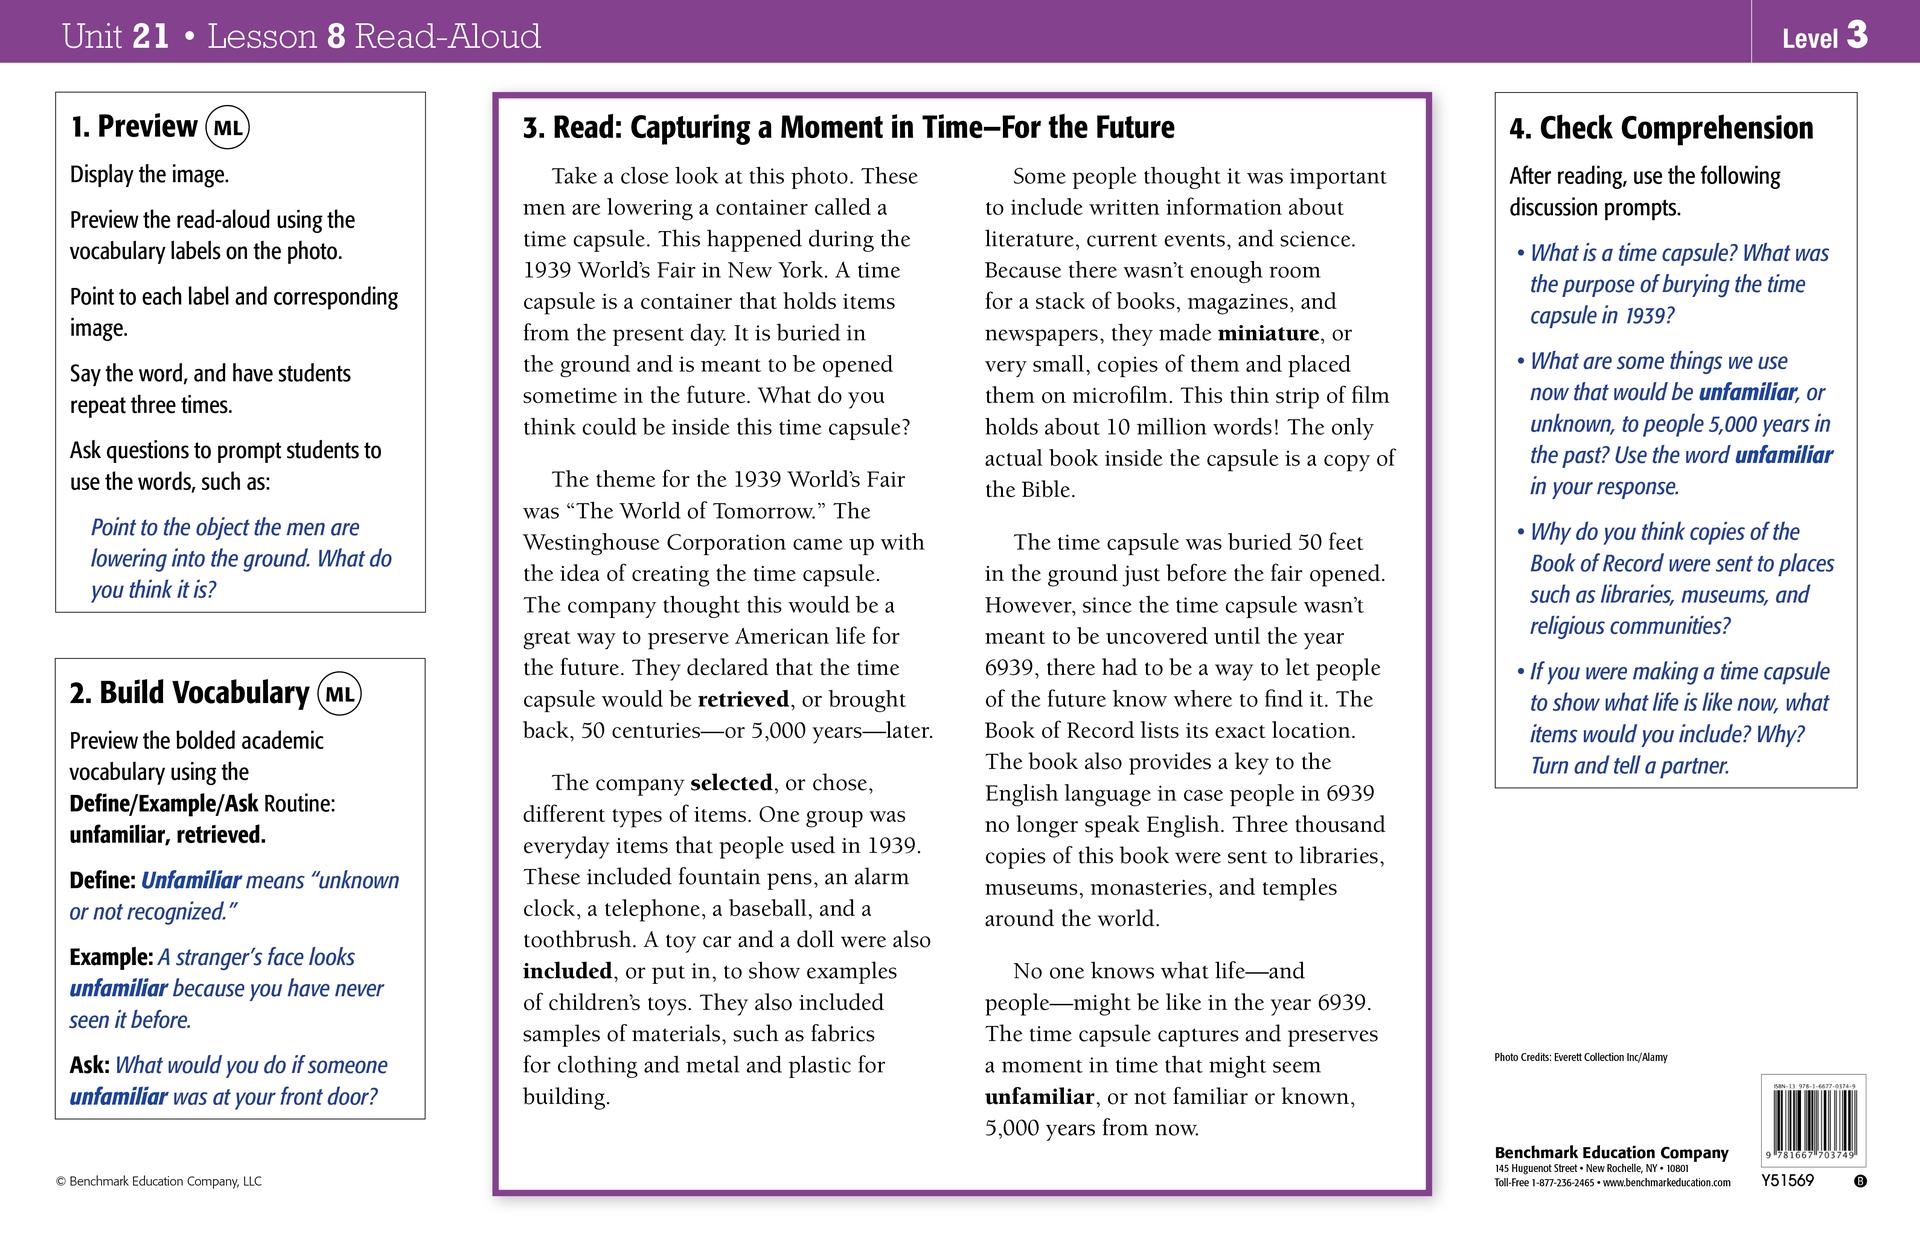 Unit 21 • Lesson 8 Read-Aloud
Level 3
1. Preview ML
Display the image.
Preview the read-aloud using the
vocabulary labels on the photo.
Point to each label and corresponding
image.
Say the word, and have students
repeat three times.
Ask questions to prompt students to
use the words, such as:
Point to the object the men are
lowering into the ground. What do
you think it is?
2. Build Vocabulary ML
Preview the bolded academic
vocabulary using the
Define/Example/Ask Routine:
unfamiliar, retrieved.
Define: Unfamiliar means “unknown
or not recognized.”
Example: A stranger’s face looks
unfamiliar because you have never
seen it before.
Ask: What would you do if someone
unfamiliar was at your front door?
© Benchmark Education Company, LLC
3. Read: Capturing a Moment in Time–For the Future
Take a close look at this photo. These
men are lowering a container called a
time capsule. This happened during the
1939 World’s Fair in New York. A time
capsule is a container that holds items
from the present day. It is buried in
the ground and is meant to be opened
sometime in the future. What do you
think could be inside this time capsule?
The theme for the 1939 World’s Fair
was “The World of Tomorrow.” The
Westinghouse Corporation came up with
the idea of creating the time capsule.
The company thought this would be a
great way to preserve American life for
the future. They declared that the time
capsule would be retrieved, or brought
back, 50 centuries—or 5,000 years—later.
The company selected, or chose,
different types of items. One group was
everyday items that people used in 1939.
These included fountain pens, an alarm
clock, a telephone, a baseball, and a
toothbrush. A toy car and a doll were also
included, or put in, to show examples
of children’s toys. They also included
samples of materials, such as fabrics
for clothing and metal and plastic for
building.
Some people thought it was important
to include written information about
literature, current events, and science.
Because there wasn’t enough room
for a stack of books, magazines, and
newspapers, they made miniature, or
very small, copies of them and placed
them on microfilm. This thin strip of film
holds about 10 million words! The only
actual book inside the capsule is a copy of
the Bible.
The time capsule was buried 50 feet
in the ground just before the fair opened.
However, since the time capsule wasn’t
meant to be uncovered until the year
6939, there had to be a way to let people
of the future know where to find it. The
Book of Record lists its exact location.
The book also provides a key to the
English language in case people in 6939
no longer speak English. Three thousand
copies of this book were sent to libraries,
museums, monasteries, and temples
around the world.
No one knows what life—and
people—might be like in the year 6939.
The time capsule captures and preserves
a moment in time that might seem
unfamiliar, or not familiar or known,
5,000 years from now.
4. Check Comprehension
After reading, use the following
discussion prompts.
• What is a time capsule? What was
the purpose of burying the time
capsule in 1939?
• What are some things we use
now that would be unfamiliar, or
unknown, to people 5,000 years in
the past? Use the word unfamiliar
in your response.
• Why do you think copies of the
Book of Record were sent to places
such as libraries, museums, and
religious communities?
• If you were making a time capsule
to show what life is like now, what
items would you include? Why?
Turn and tell a partner.
Photo Credits: Everett Collection Inc/Alamy
Benchmark Education Company
145 Huguenot Street • New Rochelle, NY • 10801
Toll-Free 1-877-236-2465 • www.benchmarkeducation.com
ISBN-13 978-1-6677-0374-9
9 781667 703749
Y51569
B